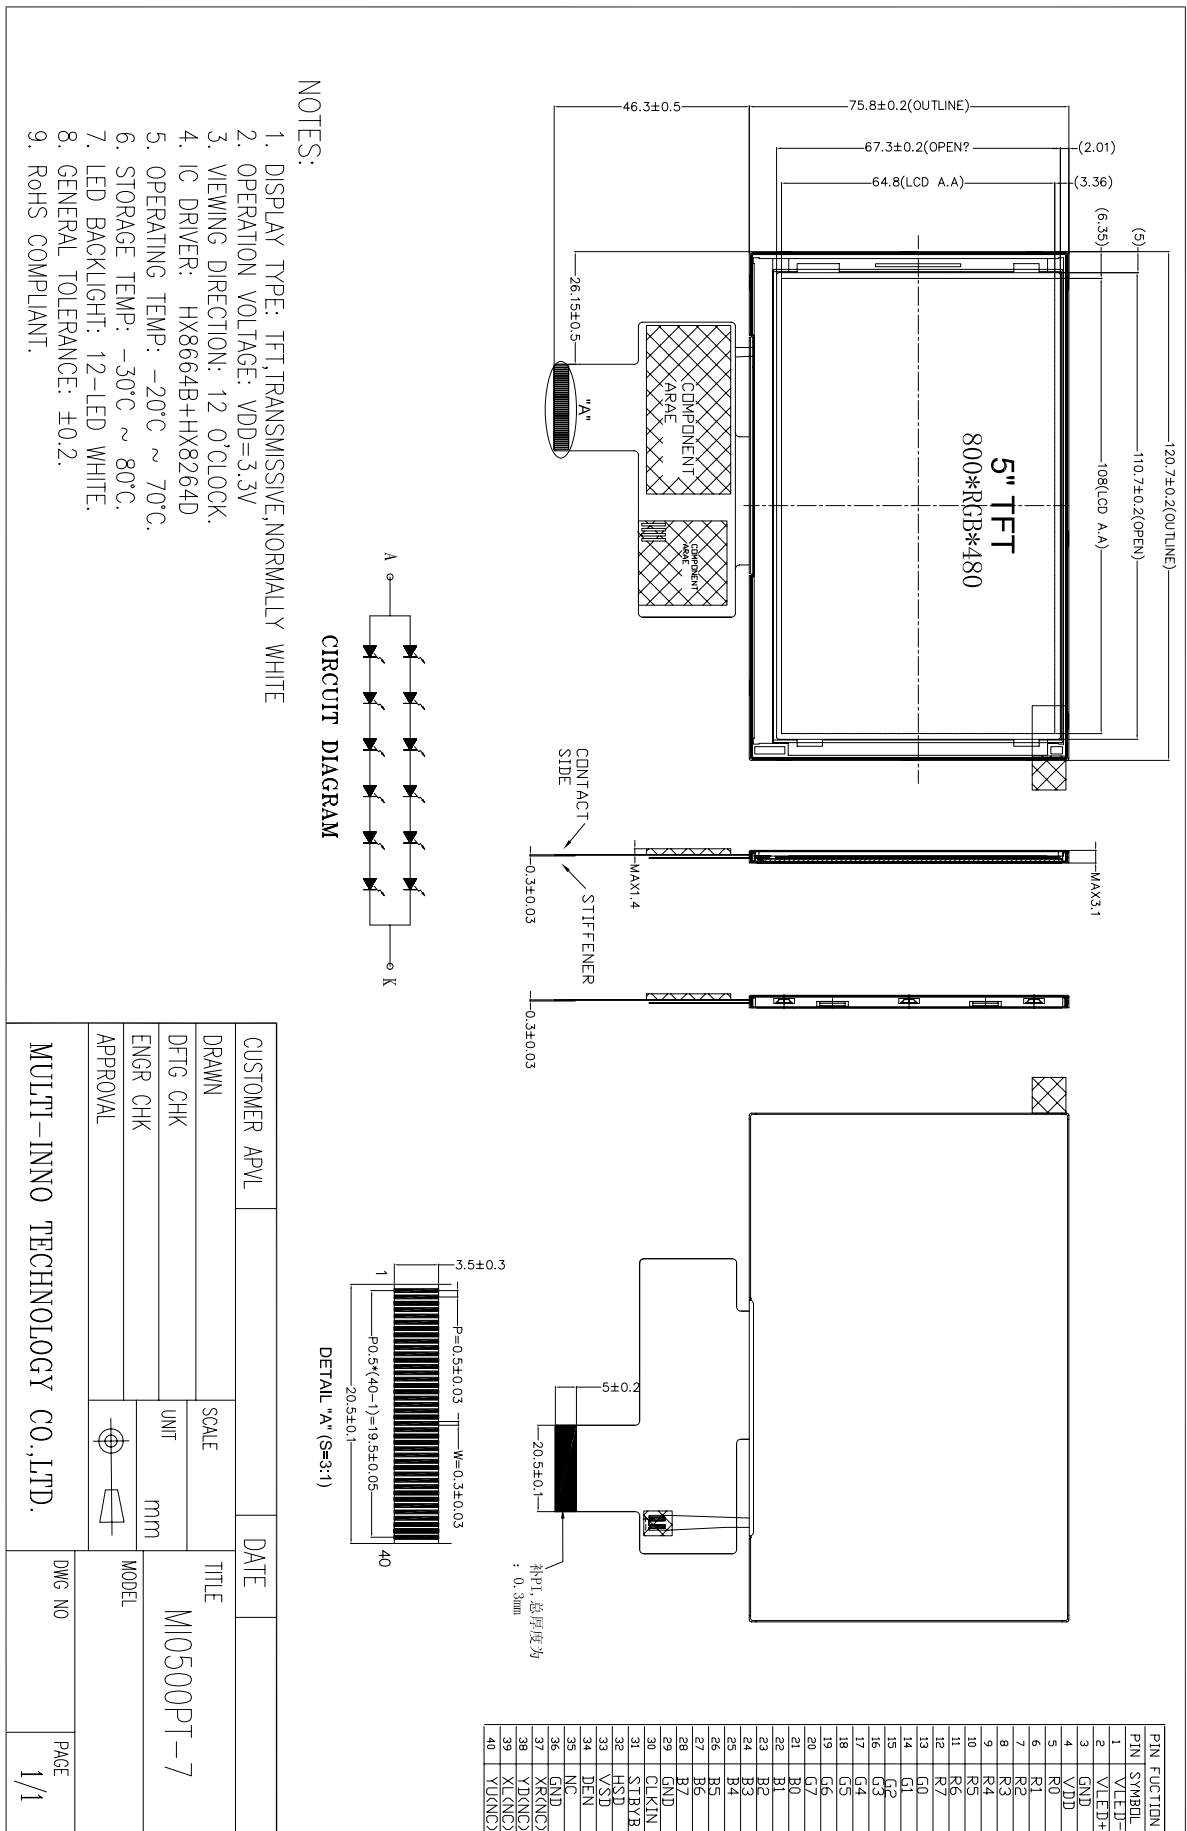 120.7±0.2(OUTLINE)
110.7±0.2(OPEN)
108(LCD A.A)
(5)
(6.35)
46.3±0.5
75.8±0.2(OUTLINE)
67.3±0.2(OPEN?
64.8(LCD A.A)
(2.01)
(3.36)
26.15±0.5
5" TFT
800*RGB*480
COMPONENT
ARAE
COMPONENT
ARAE
"A"
MAX3.1
MAX1.4
0.3±0.03
CONTACT
SIDE
STIFFENER
0.3±0.03
5±0.2
20.5±0.1
补PI,总厚度为
: 0.3mm
PIN FUCTION
PIN SYMBOL
1 VLED-
2 VLED+
3 GND
4 VDD
5 R0
6 R1
7 R2
8 R3
9 R4
10 R5
11 R6
12 R7
13 G0
14 G1
15 G2
16 G3
17 G4
18 G5
19 G6
20 G7
21 B0
22 B1
23 B2
24 B3
25 B4
26 B5
27 B6
28 B7
29 GND
30 CLKIN
31 STBYB
32 HSD
33 VSD
34 DEN
35 NC
36 GND
37 XR(NC)
38 YD(NC)
39 XL(NC)
40 YU(NC)
A
K
CIRCUIT DIAGRAM
3.5±0.3
P=0.5±0.03
W=0.3±0.03
1
40
P0.5*(40-1)=19.5±0.05
20.5±0.1
DETAIL "A" (S=3:1)
NOTES:
1. DISPLAY TYPE: TFT,TRANSMISSIVE,NORMALLY WHITE
2. OPERATION VOLTAGE: VDD=3.3V
3. VIEWING DIRECTION: 12 O'CLOCK.
4. IC DRIVER: HX8664B+HX8264D
5. OPERATING TEMP: -20°C ~ 70°C.
6. STORAGE TEMP: -30°C ~ 80°C.
7. LED BACKLIGHT: 12-LED WHITE.
8. GENERAL TOLERANCE: ±0.2.
9. RoHS COMPLIANT.
CUSTOMER APVL
DATE
DRAWN
DFTG CHK
ENGR CHK
APPROVAL
SCALE
UNIT
mm
TITLE
MI0500PT-7
MODEL
MULTI-INNO TECHNOLOGY CO.,LTD.
DWG NO
PAGE
1/1